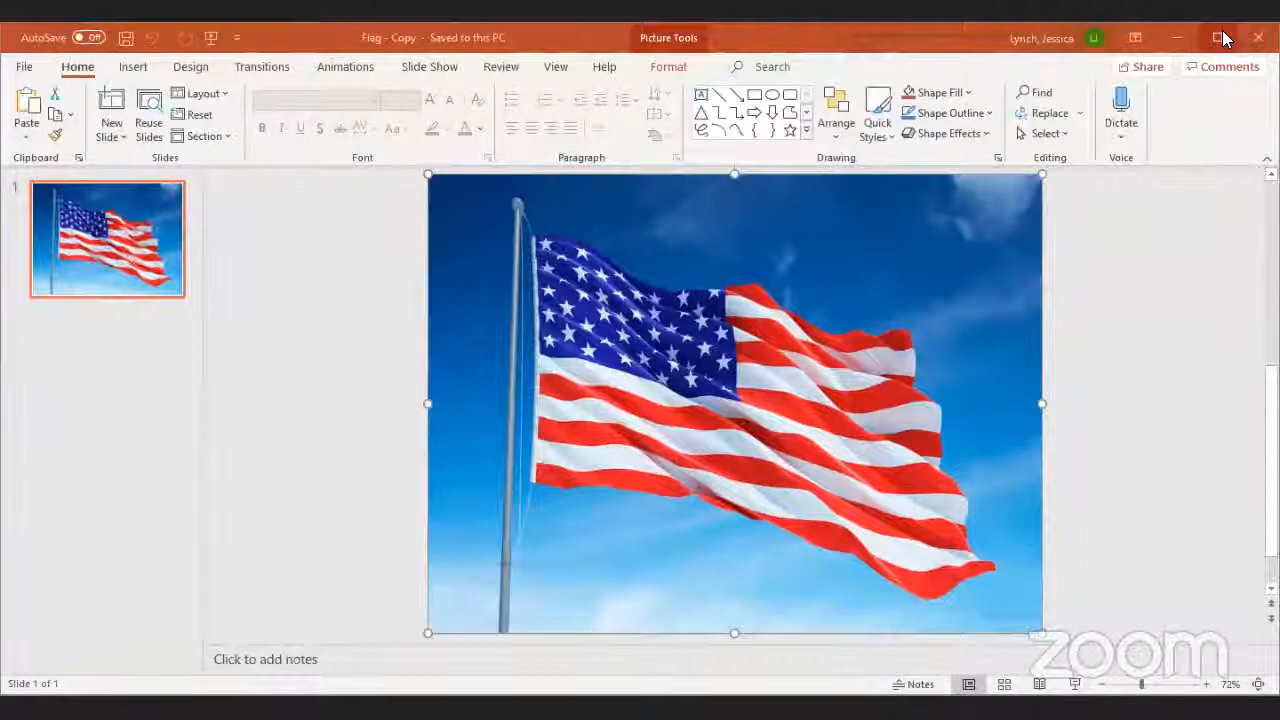 AutoSave Off Flag - Copy - Saved to this PC Picture Tools Lynch, Jessica LJ
File Home Insert Design Transitions Animations Slide Show Review View Help Format Search Share Comments
Paste
New Slide
Reuse Slides
Layout
Reset
Section
Arrange
Quick Styles
Shape Fill
Shape Outline
Shape Effects
Find
Replace
Select
Dictate
Clipboard Slides Font Paragraph Drawing Editing Voice
1
Click to add notes
zoom
Slide 1 of 1 Notes 72%